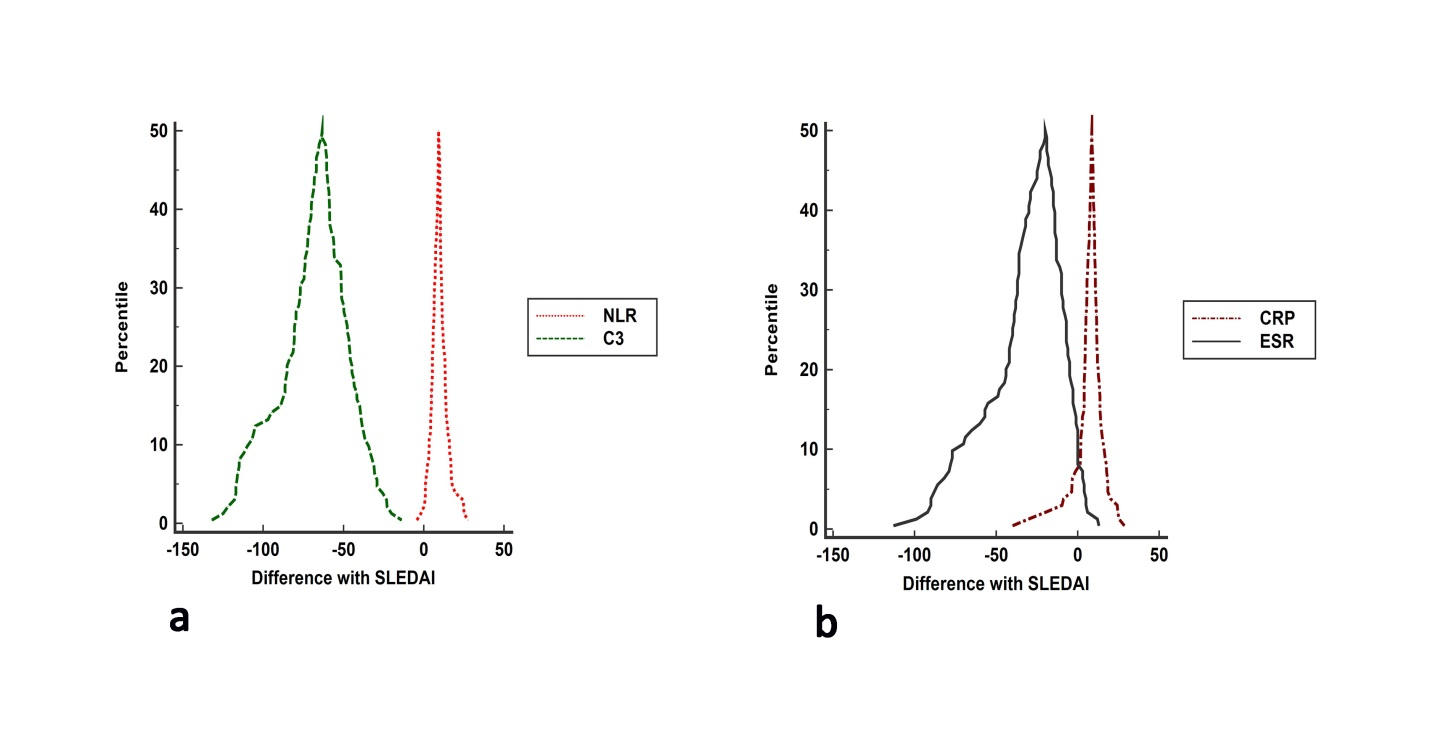 50
40
30
20
10
0
Percentile
-150 -100 -50 0 50
Difference with SLEDAI
NLR
C3
a
50
40
30
20
10
0
Percentile
-150 -100 -50 0 50
Difference with SLEDAI
CRP
ESR
b